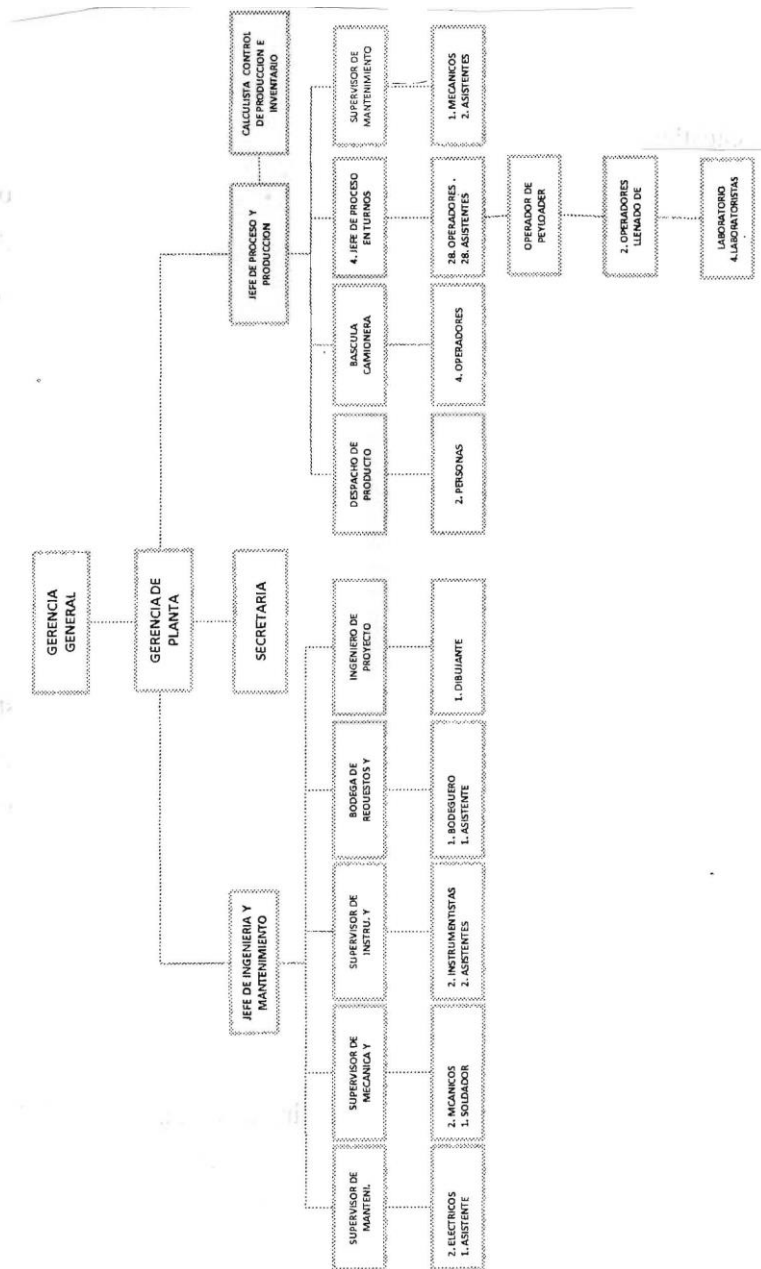 GERENCIA
GENERAL
GERENCIA DE
PLANTA
SECRETARIA
JEFE DE INGENIERIA Y
MANTENIMIENTO
JEFE DE PROCESO Y
PRODUCCION
CALCULISTA CONTROL
DE PRODUCCION E
INVENTARIO
SUPERVISOR DE
MANTENI.
SUPERVISOR DE
MECANICA Y
SUPERVISOR DE
INSTRU. Y
BODEGA DE
REQUESTOS Y
INGENIERO DE
PROYECTO
DESPACHO DE
PRODUCTO
BASCULA
CAMIONERA
4. JEFE DE PROCESO
EN TURNOS
SUPERVISOR DE
MANTENIMIENTO
2. ELECTRICOS
1. ASISTENTE
2. MCANICOS
1. SOLDADOR
2. INSTRUMENTISTAS
2. ASISTENTES
1. BODEGUERO
1. ASISTENTE
1. DIBUJANTE
2. PERSONAS
4. OPERADORES
28. OPERADORES .
28. ASISTENTES
1. MECANICOS
2. ASISTENTES
OPERADOR DE
PEYLOADER
2. OPERADORES
LLENADO DE
LABORATORIO
4. LABORATORISTAS